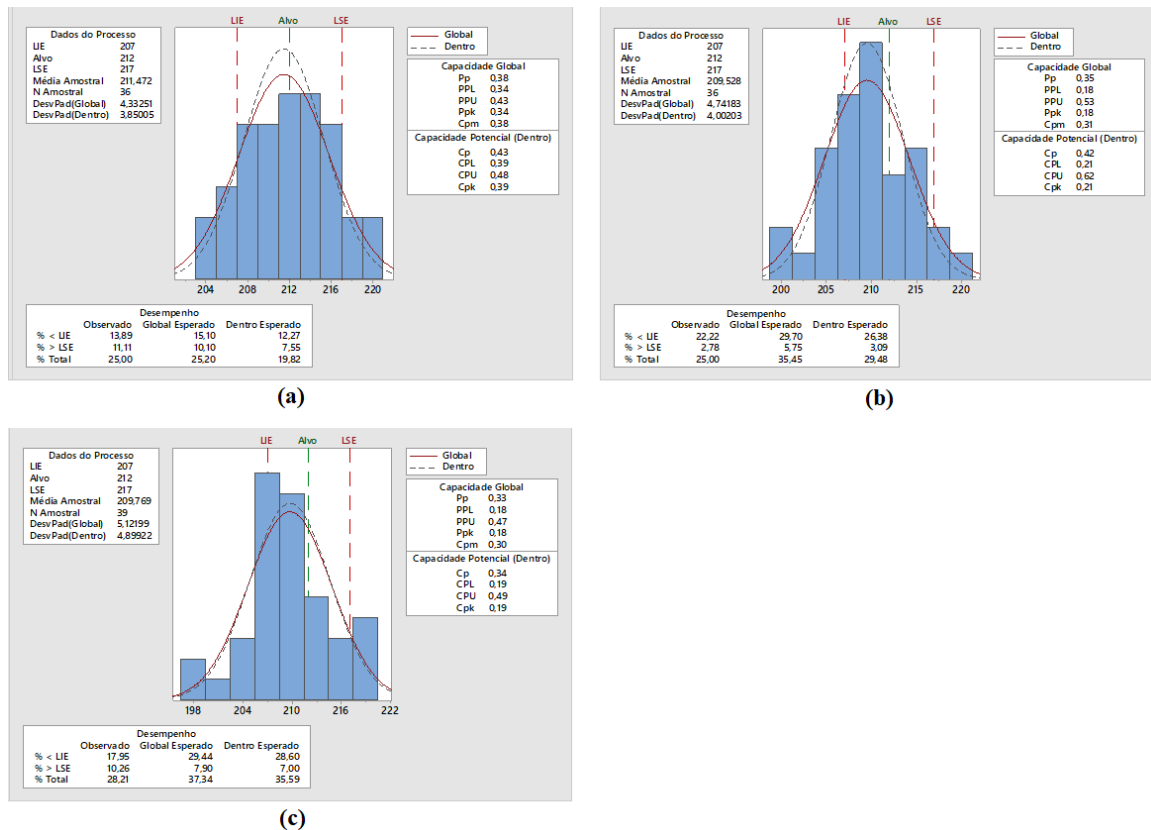 LIE Alvo LSE
Dados do Processo
LIE 207
Alvo 212
LSE 217
Média Amostral 211,472
N Amostral 36
DesvPad(Global) 4,33251
DesvPad(Dentro) 3,85005
Global
Dentro
Capacidade Global
Pp 0,38
PPL 0,34
PPU 0,43
Ppk 0,34
Cpm 0,38
Capacidade Potencial (Dentro)
Cp 0,43
CPL 0,39
CPU 0,48
Cpk 0,39
204 208 212 216 220
Desempenho
Observado Global Esperado Dentro Esperado
% < LIE 13,89 15,10 12,27
% > LSE 11,11 10,10 7,55
% Total 25,00 25,20 19,82
(a)
LIE Alvo LSE
Dados do Processo
LIE 207
Alvo 212
LSE 217
Média Amostral 209,528
N Amostral 36
DesvPad(Global) 4,74183
DesvPad(Dentro) 4,00203
Global
Dentro
Capacidade Global
Pp 0,35
PPL 0,18
PPU 0,53
Ppk 0,18
Cpm 0,31
Capacidade Potencial (Dentro)
Cp 0,42
CPL 0,21
CPU 0,62
Cpk 0,21
200 205 210 215 220
Desempenho
Observado Global Esperado Dentro Esperado
% < LIE 22,22 29,70 26,38
% > LSE 2,78 5,75 3,09
% Total 25,00 35,45 29,48
(b)
LIE Alvo LSE
Dados do Processo
LIE 207
Alvo 212
LSE 217
Média Amostral 209,769
N Amostral 39
DesvPad(Global) 5,12199
DesvPad(Dentro) 4,89922
Global
Dentro
Capacidade Global
Pp 0,33
PPL 0,18
PPU 0,47
Ppk 0,18
Cpm 0,30
Capacidade Potencial (Dentro)
Cp 0,34
CPL 0,19
CPU 0,49
Cpk 0,19
198 204 210 216 222
Desempenho
Observado Global Esperado Dentro Esperado
% < LIE 17,95 29,44 28,60
% > LSE 10,26 7,90 7,00
% Total 28,21 37,34 35,59
(c)